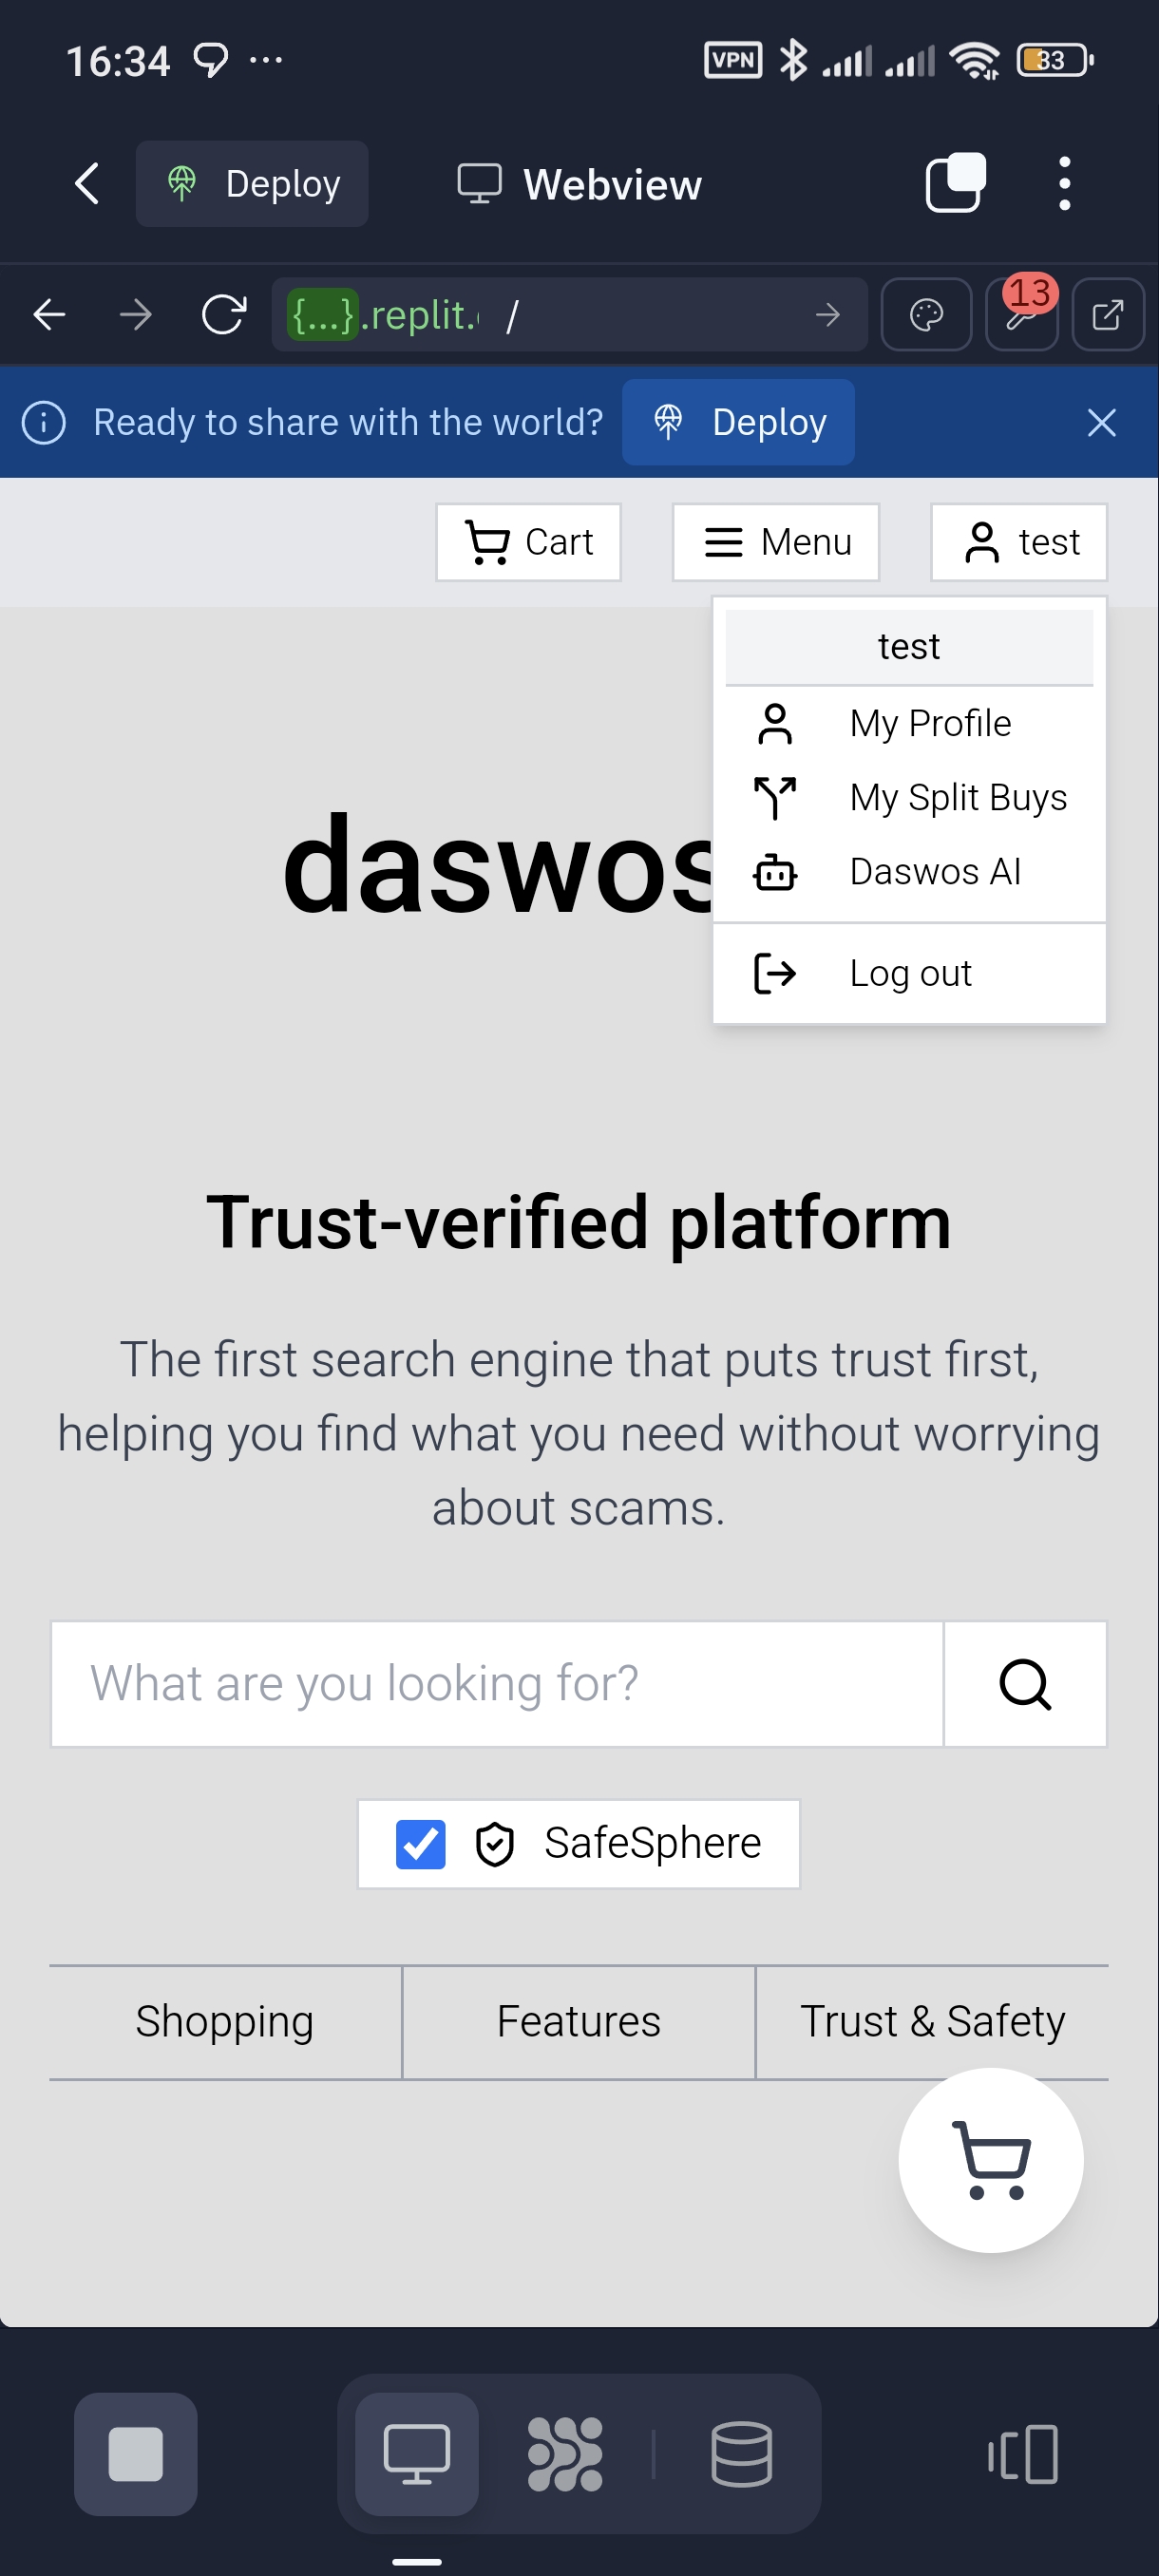 16:34 ... VPN 33
Deploy Webview
{...}.replit. / 13
Ready to share with the world? Deploy
Cart Menu test
test
My Profile
My Split Buys
Daswos AI
Log out
daswos
Trust-verified platform
The first search engine that puts trust first,
helping you find what you need without worrying
about scams.
What are you looking for?
SafeSphere
Shopping Features Trust & Safety